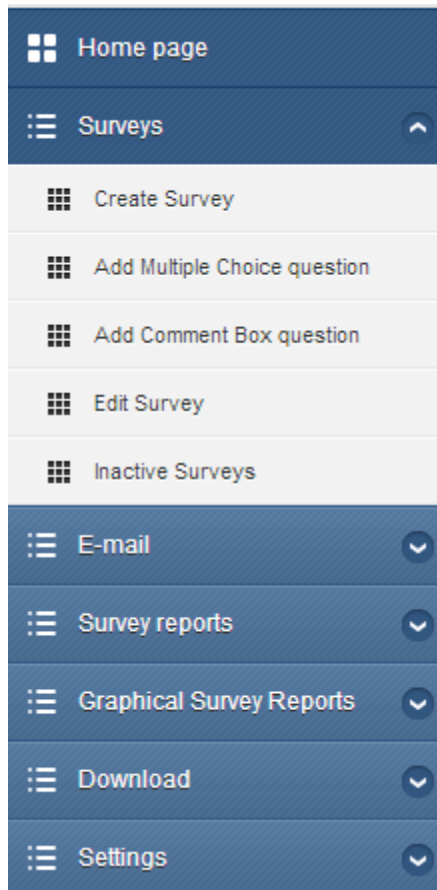 Home page
Surveys
Create Survey
Add Multiple Choice question
Add Comment Box question
Edit Survey
Inactive Surveys
E-mail
Survey reports
Graphical Survey Reports
Download
Settings